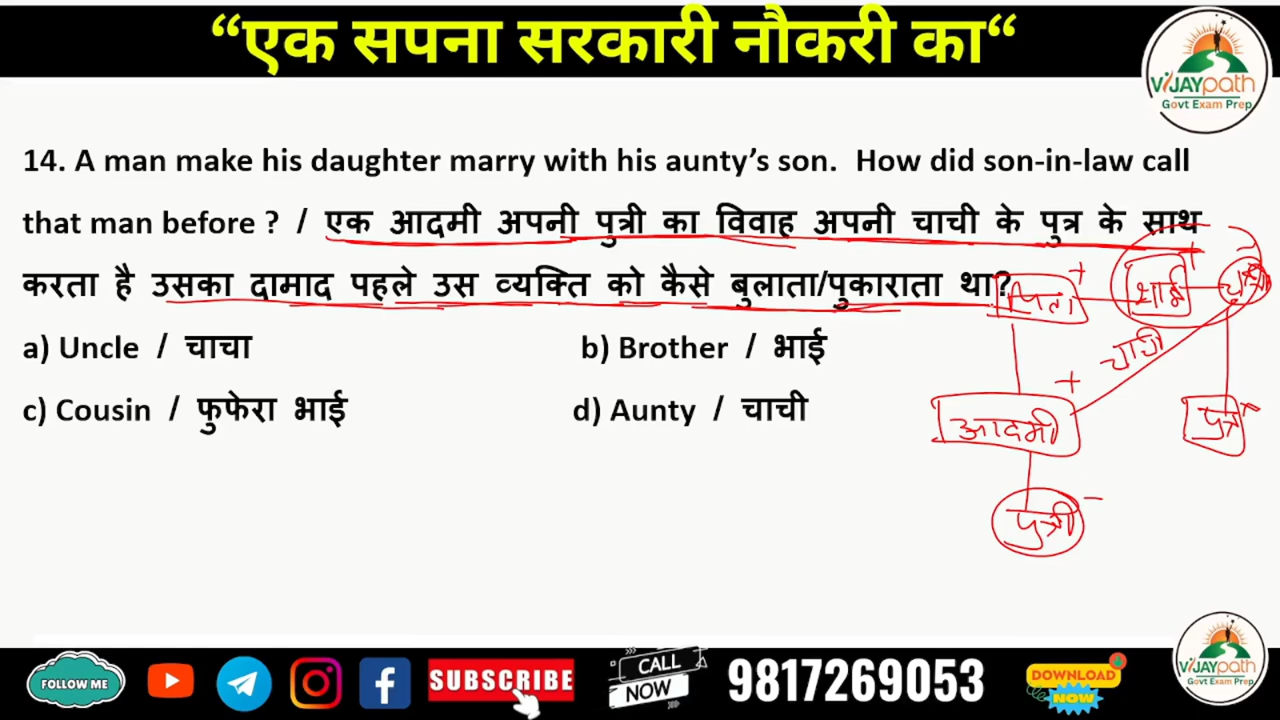 “एक सपना सरकारी नौकरी का“
VIJAYpath
Govt Exam Prep
14. A man make his daughter marry with his aunty’s son. How did son-in-law call
that man before ? / एक आदमी अपनी पुत्री का विवाह अपनी चाची के पुत्र के साथ
करता है उसका दामाद पहले उस व्यक्ति को कैसे बुलाता/पुकाराता था?
पिता + भाई + चाची
a) Uncle / चाचा b) Brother / भाई
चाची
c) Cousin / फुफेरा भाई d) Aunty / चाची
+
आदमी पुत्र +
पुत्री -
VIJAYpath
Govt Exam Prep
FOLLOW ME
SUBSCRIBE
CALL
NOW
9817269053
DOWNLOAD
NOW